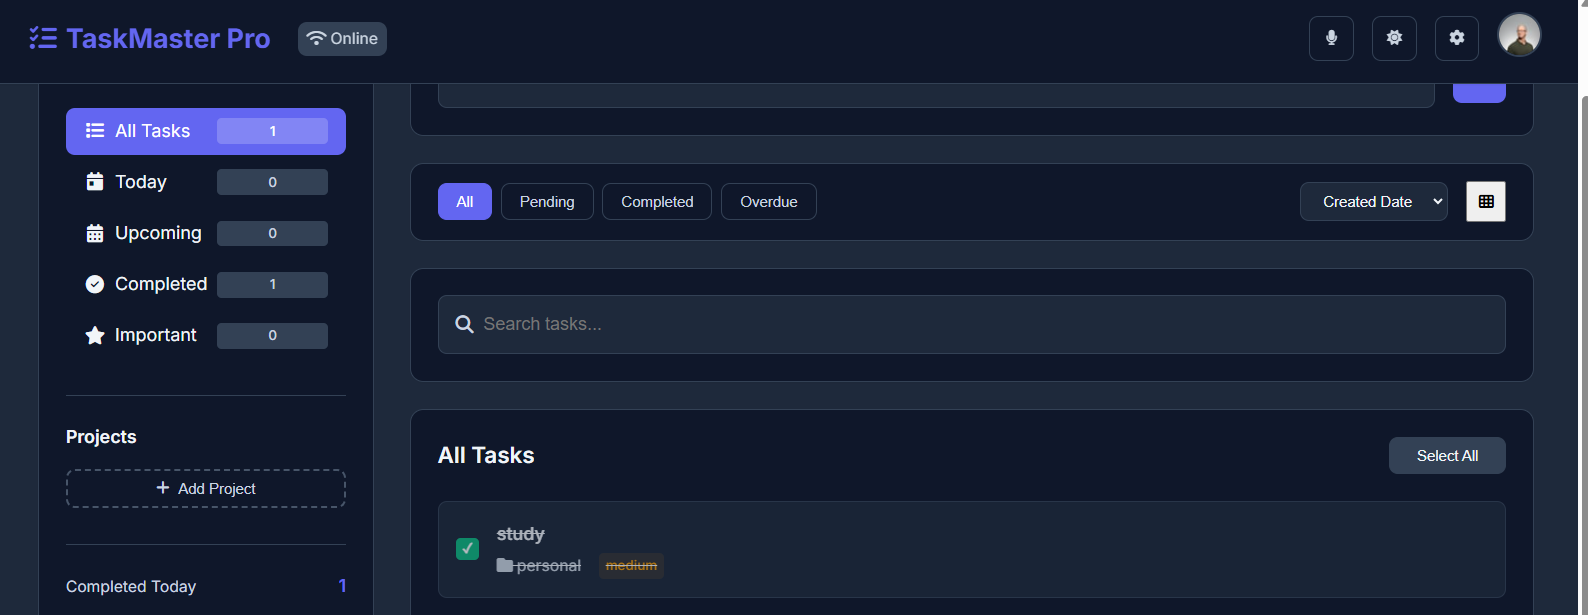 TaskMaster Pro
Online
All Tasks 1
Today 0
Upcoming 0
Completed 1
Important 0
Projects
+ Add Project
Completed Today 1
All Pending Completed Overdue
Created Date
Search tasks...
All Tasks
Select All
study
personal medium